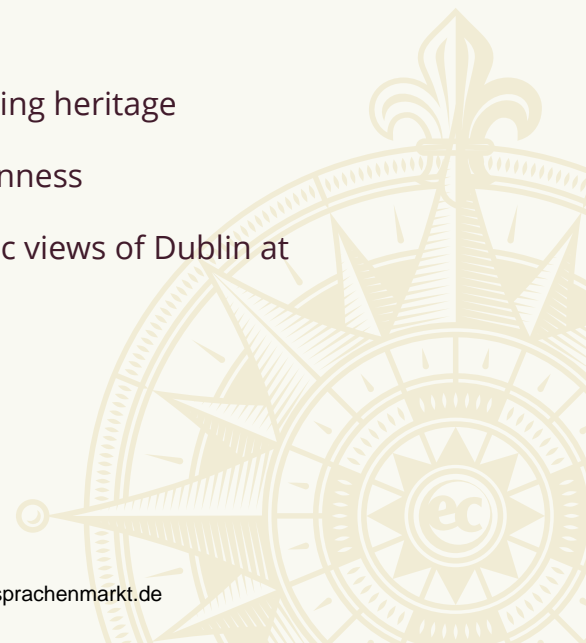 ing heritage
nness
c views of Dublin at
ec
sprachenmarkt.de